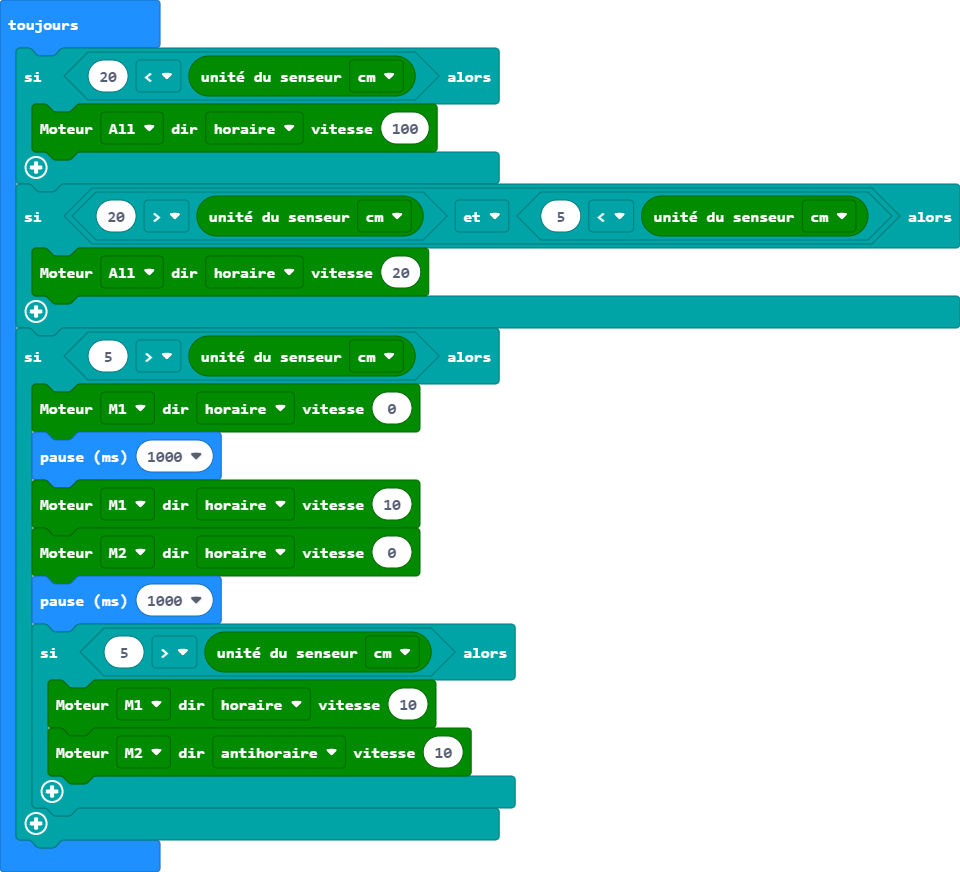 toujours
si 20 < unité du senseur cm alors
Moteur All dir horaire vitesse 100
si 20 > unité du senseur cm et 5 < unité du senseur cm alors
Moteur All dir horaire vitesse 20
si 5 > unité du senseur cm alors
Moteur M1 dir horaire vitesse 0
pause (ms) 1000
Moteur M1 dir horaire vitesse 10
Moteur M2 dir horaire vitesse 0
pause (ms) 1000
si 5 > unité du senseur cm alors
Moteur M1 dir horaire vitesse 10
Moteur M2 dir antihoraire vitesse 10